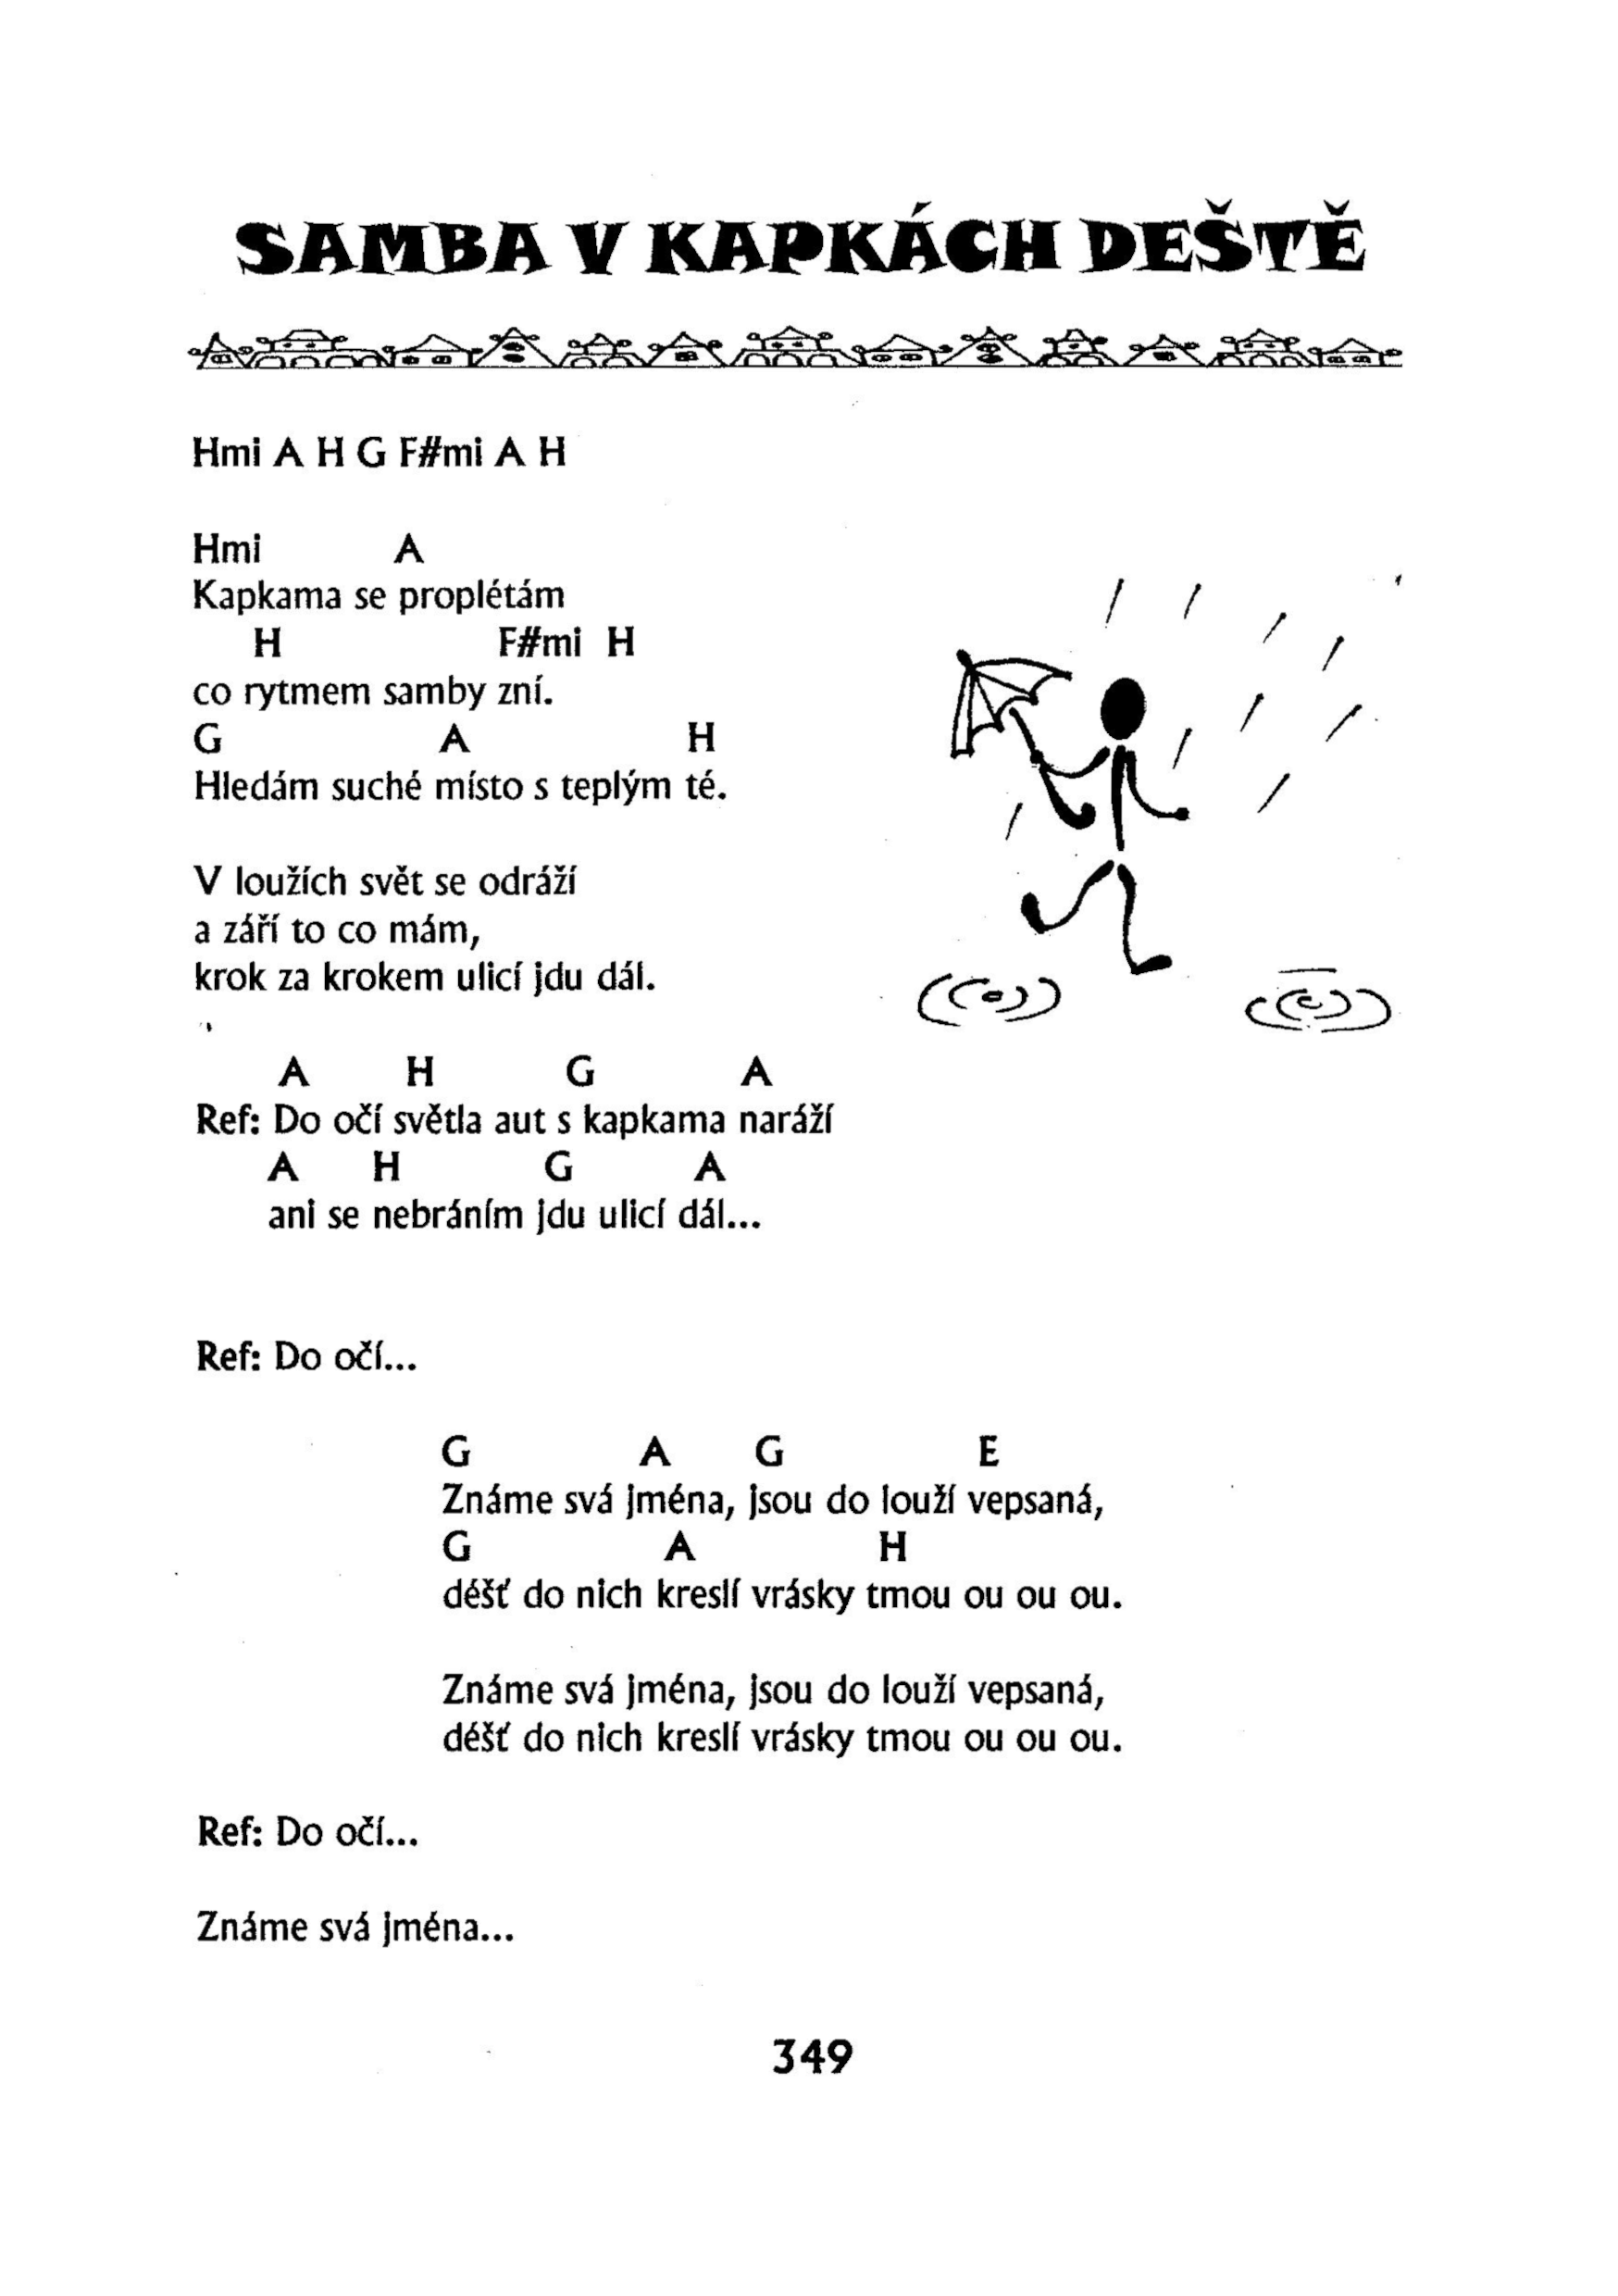 SAMBA V KAPKÁCH DEŠTĚ
Hmi A H G F#mi A H
Hmi A
Kapkama se proplétám
H F#mi H
co rytmem samby zní.
G A H
Hledám suché místo s teplým té.
V loužích svět se odráží
a září to co mám,
krok za krokem ulicí jdu dál.
A H G A
Ref: Do očí světla aut s kapkama naráží
A H G A
ani se nebráním jdu ulicí dál...
Ref: Do očí...
G A G E
Známe svá jména, jsou do louží vepsaná,
G A H
déšť do nich kreslí vrásky tmou ou ou ou.
Známe svá jména, jsou do louží vepsaná,
déšť do nich kreslí vrásky tmou ou ou ou.
Ref: Do očí...
Známe svá jména...
349